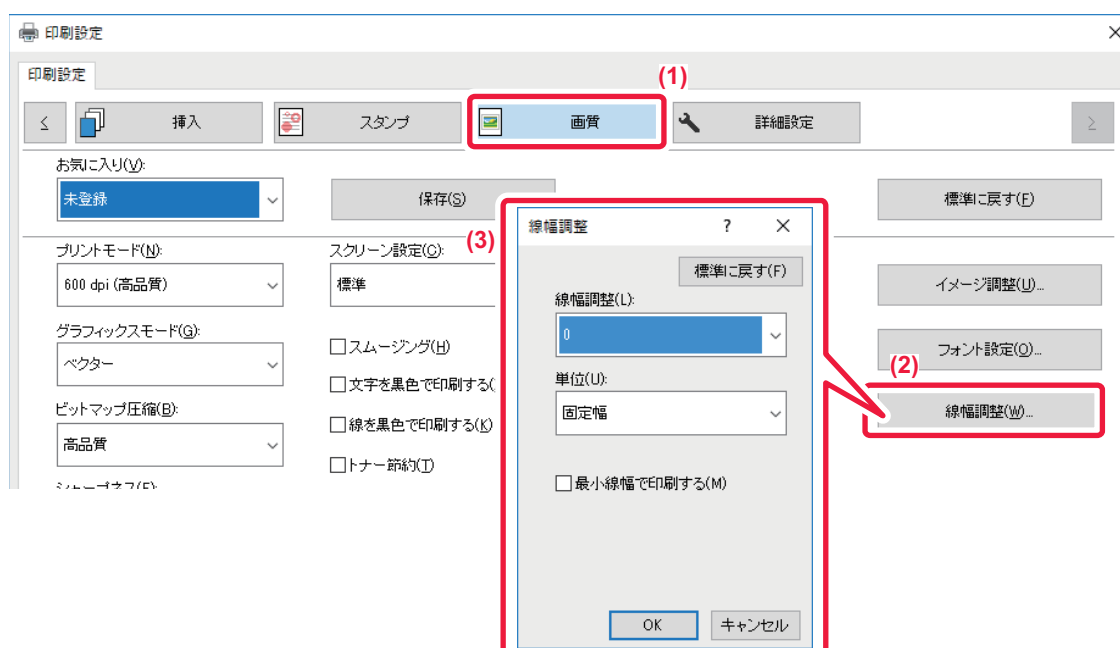 印刷設定
印刷設定
(1)
挿入
スタンプ
画質
詳細設定
お気に入り(V):
未登録
保存(S)
標準に戻す(F)
プリントモード(N):
600 dpi (高品質)
スクリーン設定(C):
標準
(3)
線幅調整
?
標準に戻す(F)
線幅調整(L):
0
単位(U):
固定幅
最小線幅で印刷する(M)
OK
キャンセル
イメージ調整(U)...
グラフィックスモード(G):
ベクター
スムージング(H)
文字を黒色で印刷する(
フォント設定(O)...
(2)
ビットマップ圧縮(B):
高品質
線を黒色で印刷する(K)
線幅調整(W)...
トナー節約(T)